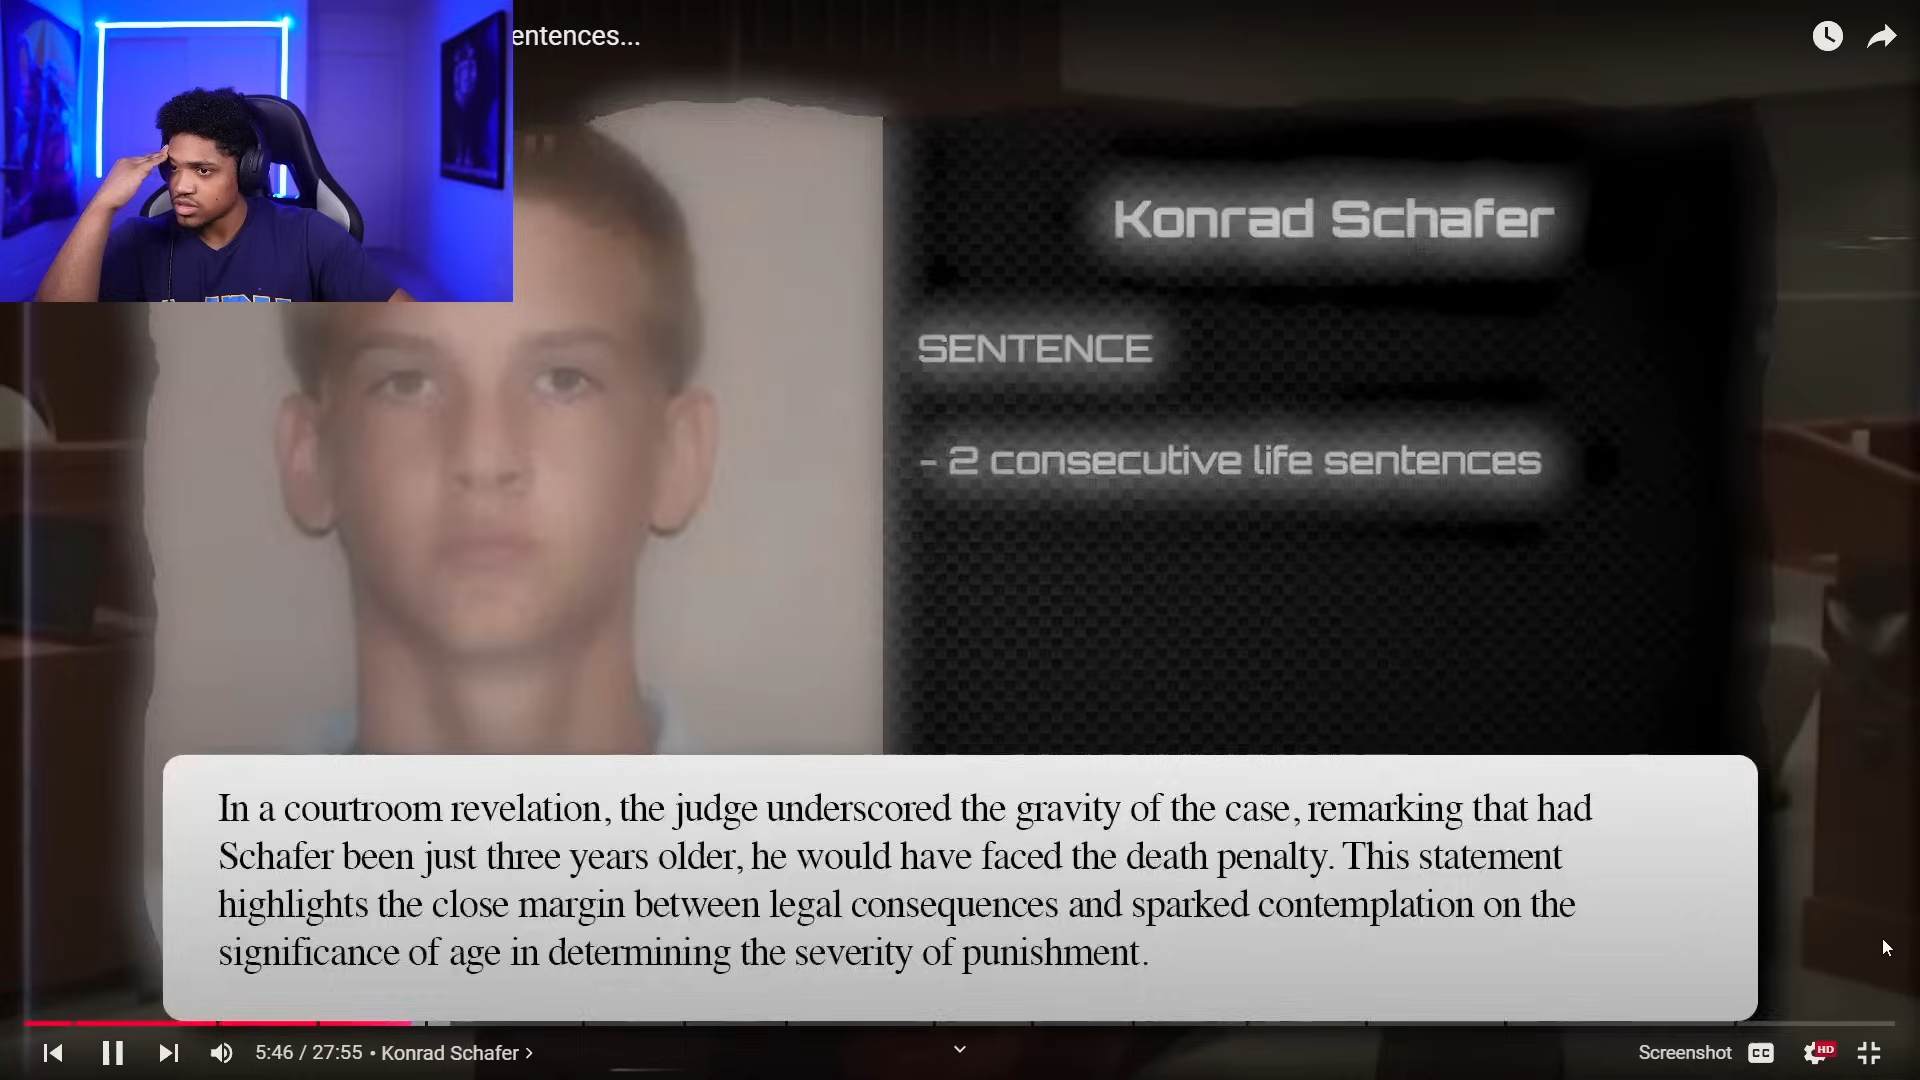 entences...
Konrad Schafer
SENTENCE
- 2 consecutive life sentences
In a courtroom revelation, the judge underscored the gravity of the case, remarking that had
Schafer been just three years older, he would have faced the death penalty. This statement
highlights the close margin between legal consequences and sparked contemplation on the
significance of age in determining the severity of punishment.
5:46 / 27:55 • Konrad Schafer >
Screenshot
CC
HD